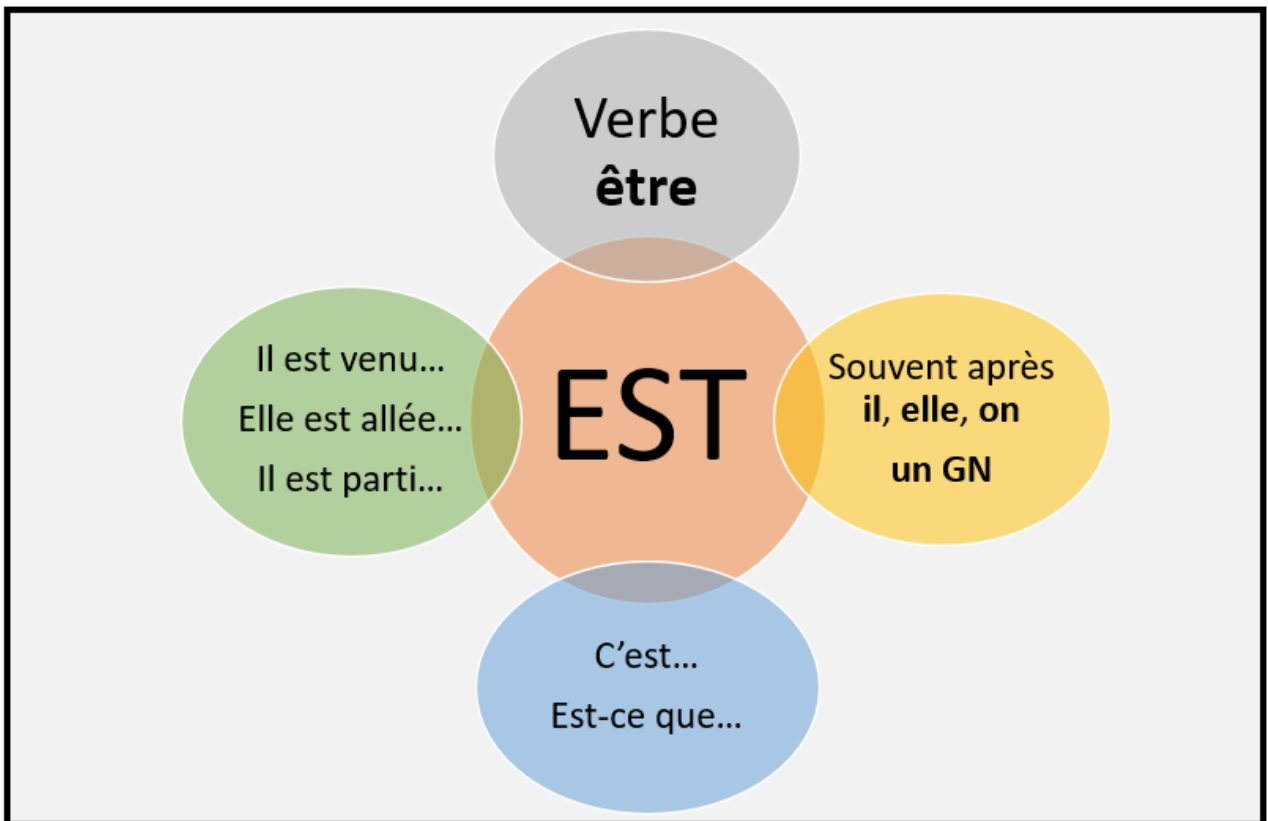 Verbe
être
Il est venu…
Elle est allée…
Il est parti…
EST
Souvent après
il, elle, on
un GN
C’est…
Est-ce que…